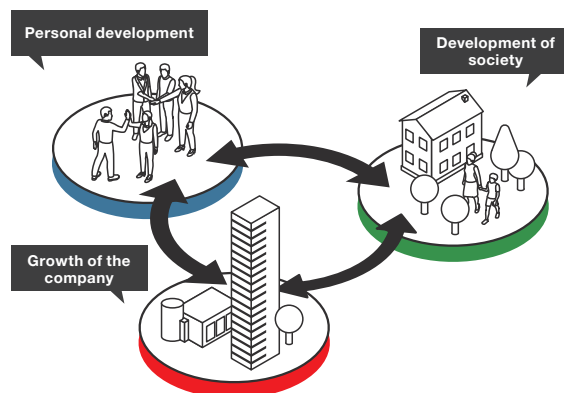 Personal development
Development of
society
Growth of the
company